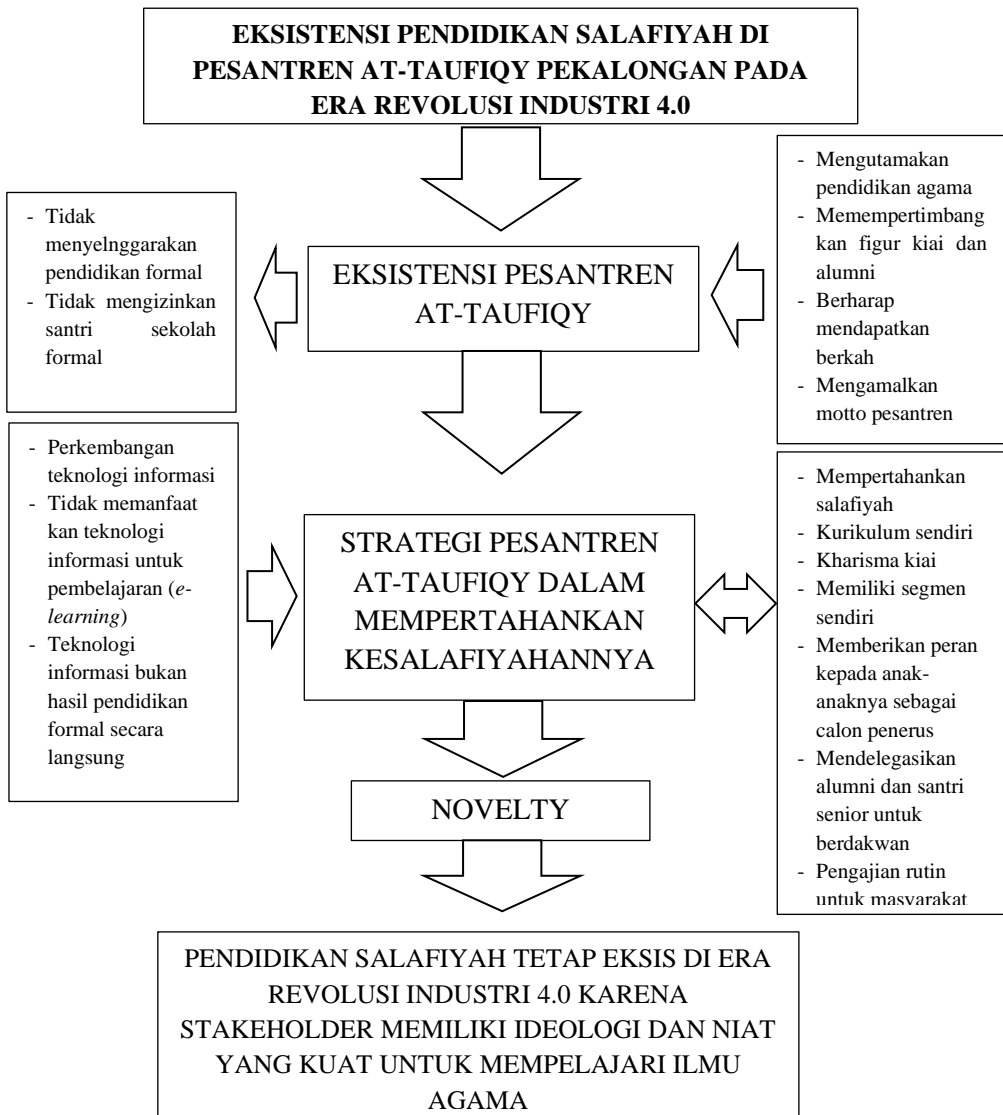 EKSISTENSI PENDIDIKAN SALAFIYAH DI
PESANTREN AT-TAUFIQY PEKALONGAN PADA
ERA REVOLUSI INDUSTRI 4.0
- Tidak
menyelnggarakan
pendidikan formal
- Tidak mengizinkan
santri sekolah
formal
EKSISTENSI PESANTREN
AT-TAUFIQY
- Mengutamakan
pendidikan agama
- Memempertimbang
kan figur kiai dan
alumni
- Berharap
mendapatkan
berkah
- Mengamalkan
motto pesantren
- Perkembangan
teknologi informasi
- Tidak memanfaat
kan teknologi
informasi untuk
pembelajaran (e-
learning)
- Teknologi
informasi bukan
hasil pendidikan
formal secara
langsung
STRATEGI PESANTREN
AT-TAUFIQY DALAM
MEMPERTAHANKAN
KESALAFIYAHANNYA
- Mempertahankan
salafiyah
- Kurikulum sendiri
- Kharisma kiai
- Memiliki segmen
sendiri
- Memberikan peran
kepada anak-
anaknya sebagai
calon penerus
- Mendelegasikan
alumni dan santri
senior untuk
berdakwan
- Pengajian rutin
untuk masyarakat
NOVELTY
PENDIDIKAN SALAFIYAH TETAP EKSIS DI ERA
REVOLUSI INDUSTRI 4.0 KARENA
STAKEHOLDER MEMILIKI IDEOLOGI DAN NIAT
YANG KUAT UNTUK MEMPELAJARI ILMU
AGAMA